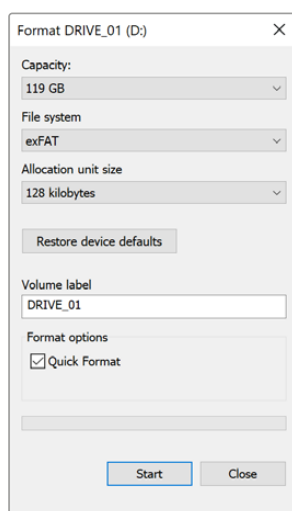 Format DRIVE_01 (D:)
Capacity:
119 GB
File system
exFAT
Allocation unit size
128 kilobytes
Restore device defaults
Volume label
DRIVE_01
Format options
Quick Format
Start Close